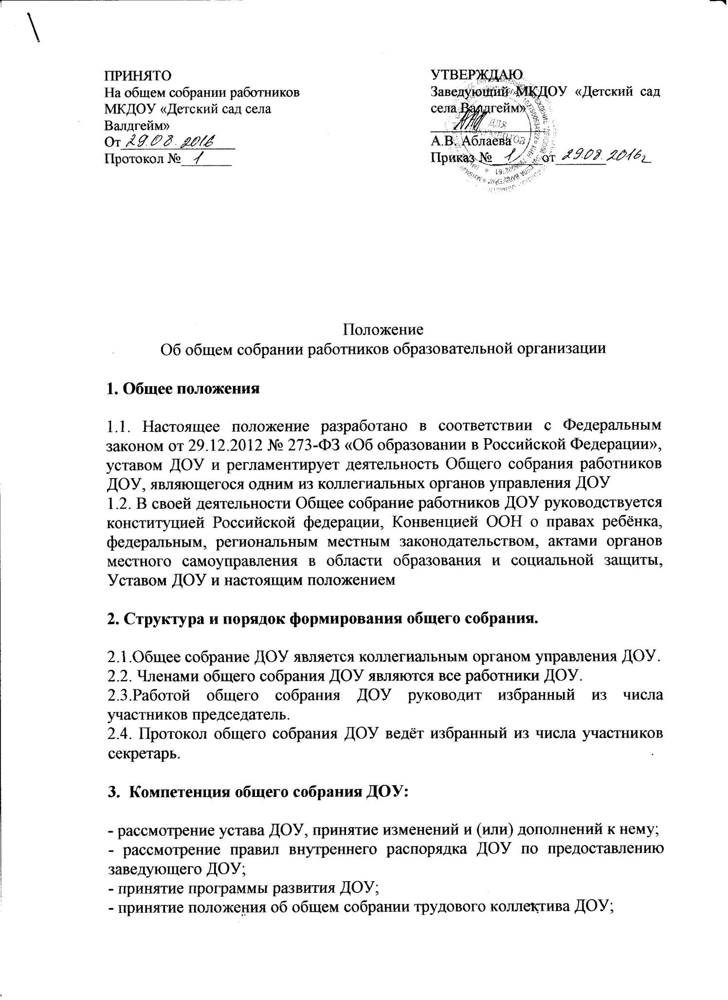 ПРИНЯТО
На общем собрании работников
МКДОУ «Детский сад села
Валдгейм»
От 29.08.2016
Протокол № 1
УТВЕРЖДАЮ
Заведующий МКДОУ «Детский сад
села Валдгейм»
А.В. Аблаева
Приказ № 1 от 29.08.2016г
ДЛЯ
ДОКУМЕНТОВ
Положение
Об общем собрании работников образовательной организации
1. Общее положения
1.1. Настоящее положение разработано в соответствии с Федеральным
законом от 29.12.2012 № 273-ФЗ «Об образовании в Российской Федерации»,
уставом ДОУ и регламентирует деятельность Общего собрания работников
ДОУ, являющегося одним из коллегиальных органов управления ДОУ
1.2. В своей деятельности Общее собрание работников ДОУ руководствуется
конституцией Российской федерации, Конвенцией ООН о правах ребёнка,
федеральным, региональным местным законодательством, актами органов
местного самоуправления в области образования и социальной защиты,
Уставом ДОУ и настоящим положением
2. Структура и порядок формирования общего собрания.
2.1.Общее собрание ДОУ является коллегиальным органом управления ДОУ.
2.2. Членами общего собрания ДОУ являются все работники ДОУ.
2.3.Работой общего собрания ДОУ руководит избранный из числа
участников председатель.
2.4. Протокол общего собрания ДОУ ведёт избранный из числа участников
секретарь.
3. Компетенция общего собрания ДОУ:
- рассмотрение устава ДОУ, принятие изменений и (или) дополнений к нему;
- рассмотрение правил внутреннего распорядка ДОУ по предоставлению
заведующего ДОУ;
- принятие программы развития ДОУ;
- принятие положения об общем собрании трудового коллектива ДОУ;